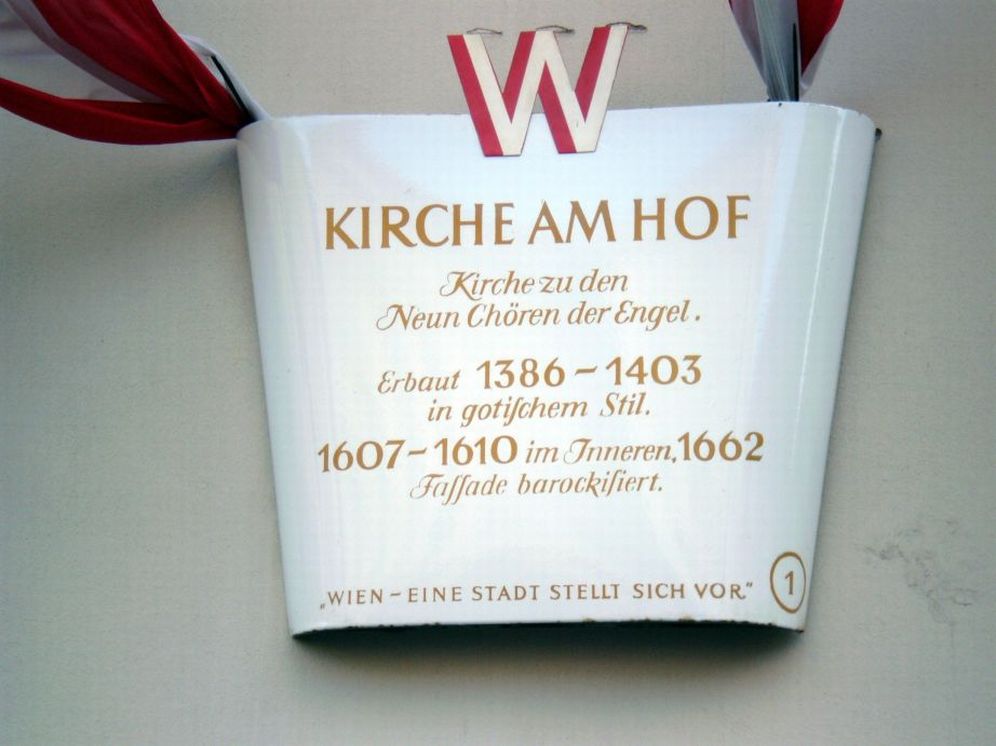 W
KIRCHE AM HOF
Kirche zu den
Neun Chören der Engel.
Erbaut 1386 – 1403
in gotiſchem Stil.
1607 – 1610 im Inneren, 1662
Faſſade barockiſiert.
„WIEN – EINE STADT STELLT SICH VOR."
1